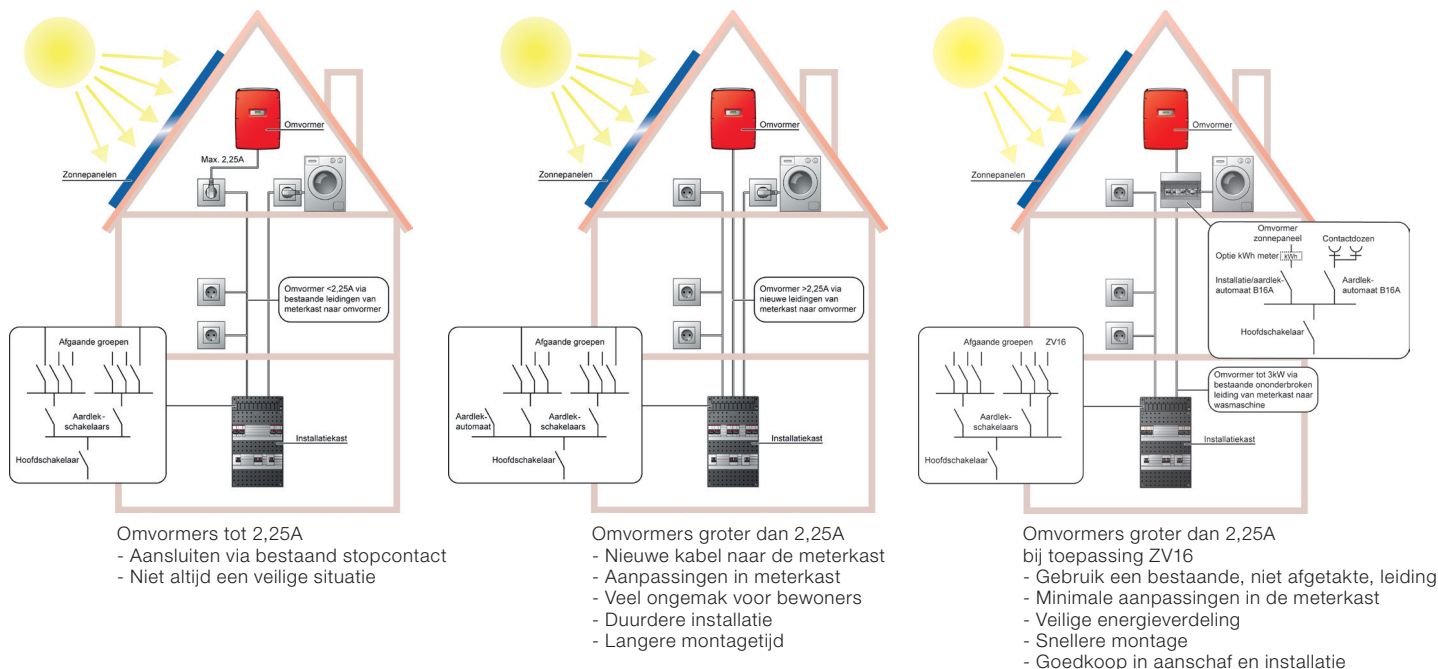 Omvormer
Max. 2,25A
Zonnepanelen
Omvormer <2,25A via
bestaande leidingen van
meterkast naar omvormer
Afgaande groepen
Aardlek-
schakelaars
Hoofdschakelaar
Installatiekast
Omvormers tot 2,25A
- Aansluiten via bestaand stopcontact
- Niet altijd een veilige situatie
Omvormer
Zonnepanelen
Omvormer >2,25A via
nieuwe leidingen van
meterkast naar omvormer
Afgaande groepen
Aardlek-
automaat
Aardlek-
schakelaars
Hoofdschakelaar
Installatiekast
Omvormers groter dan 2,25A
- Nieuwe kabel naar de meterkast
- Aanpassingen in meterkast
- Veel ongemak voor bewoners
- Duurdere installatie
- Langere montagetijd
Omvormer
Zonnepanelen
Omvormer
zonnepaneel
Contactdozen
Optie kWh meter
kWh
Installatie/aardlek-
automaat B16A
Aardlek-
automaat B16A
Hoofdschakelaar
Afgaande groepen
ZV16
Omvormer tot 3kW via
bestaande ononderbroken
leiding van meterkast naar
wasmachine
Aardlek-
schakelaars
Hoofdschakelaar
Installatiekast
Omvormers groter dan 2,25A
bij toepassing ZV16
- Gebruik een bestaande, niet afgetakte, leiding
- Minimale aanpassingen in de meterkast
- Veilige energieverdeling
- Snellere montage
- Goedkoop in aanschaf en installatie